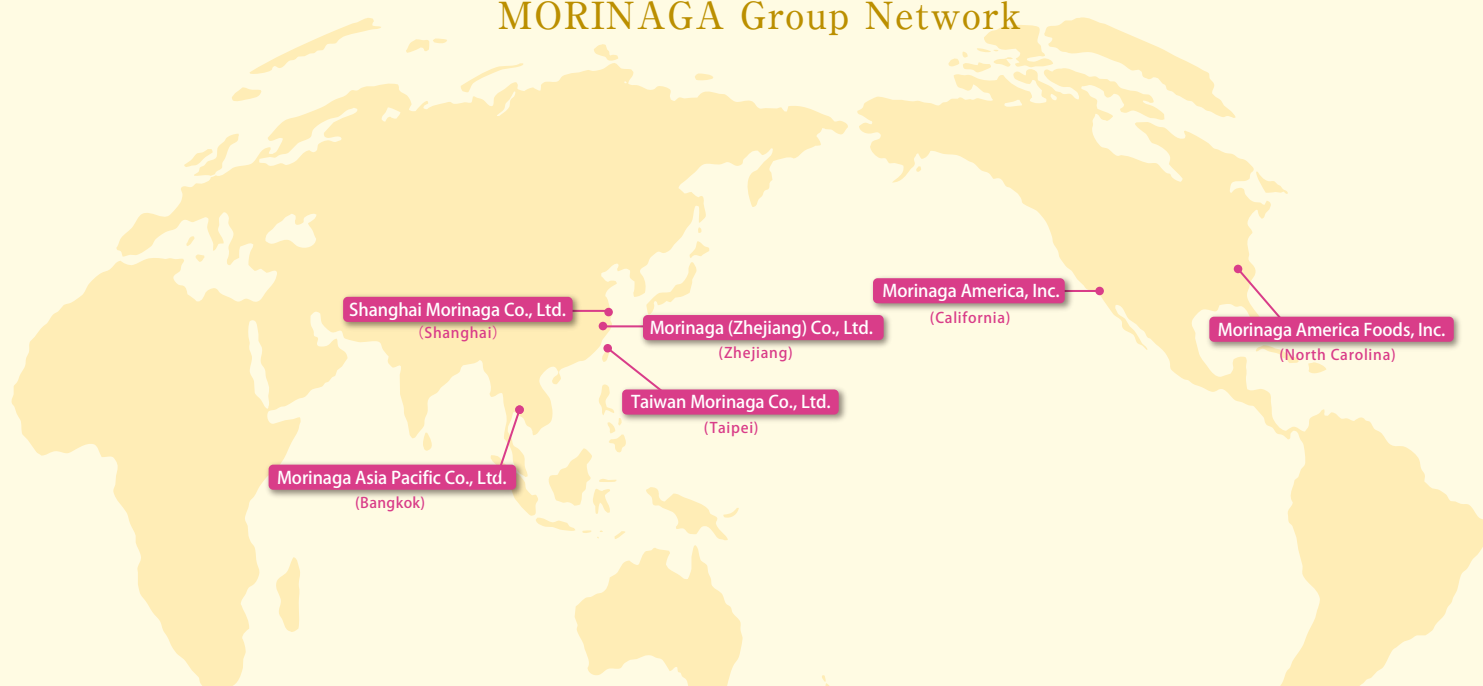 MORINAGA Group Network
Shanghai Morinaga Co., Ltd.
(Shanghai)
Morinaga (Zhejiang) Co., Ltd.
(Zhejiang)
Taiwan Morinaga Co., Ltd.
(Taipei)
Morinaga Asia Pacific Co., Ltd.
(Bangkok)
Morinaga America, Inc.
(California)
Morinaga America Foods, Inc.
(North Carolina)